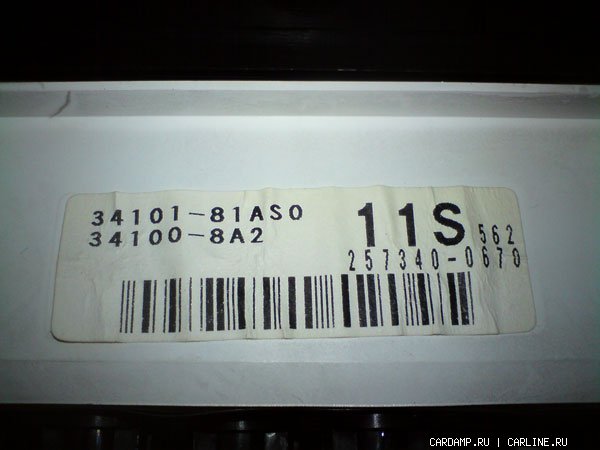 34101-81AS0
34100-8A2
11S 562
257340-0670
CARDAMP.RU | CARLINE.RU